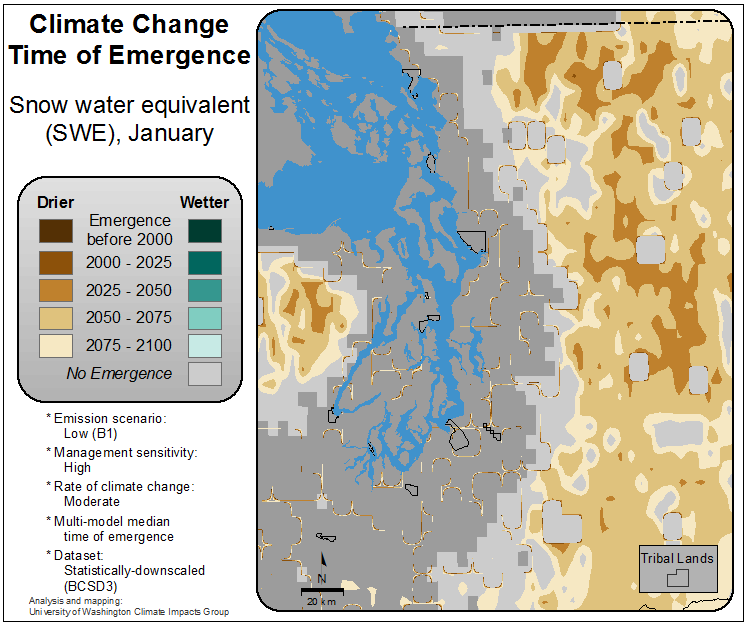 Climate Change
Time of Emergence
Snow water equivalent
(SWE), January
Drier
Wetter
Emergence
before 2000
2000 - 2025
2025 - 2050
2050 - 2075
2075 - 2100
No Emergence
* Emission scenario:
Low (B1)
* Management sensitivity:
High
* Rate of climate change:
Moderate
* Multi-model median
time of emergence
* Dataset:
Statistically-downscaled
(BCSD3)
Analysis and mapping:
University of Washington Climate Impacts Group
N
20 km
Tribal Lands